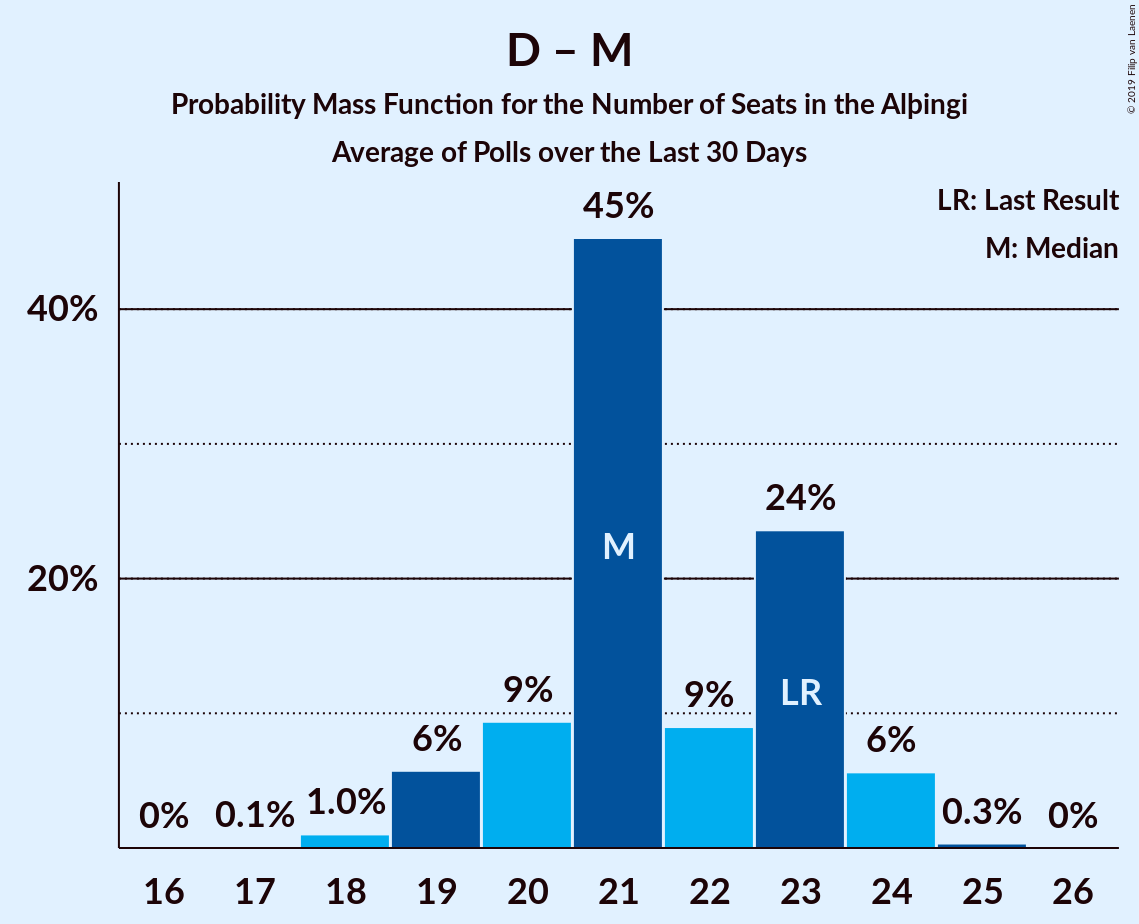 D – M
Probability Mass Function for the Number of Seats in the Alþingi
Average of Polls over the Last 30 Days
© 2019 Filip van Laenen
LR: Last Result
M: Median
40%
20%
0%
0.1%
1.0%
6%
9%
45%
M
9%
24%
LR
6%
0.3%
0%
16 17 18 19 20 21 22 23 24 25 26